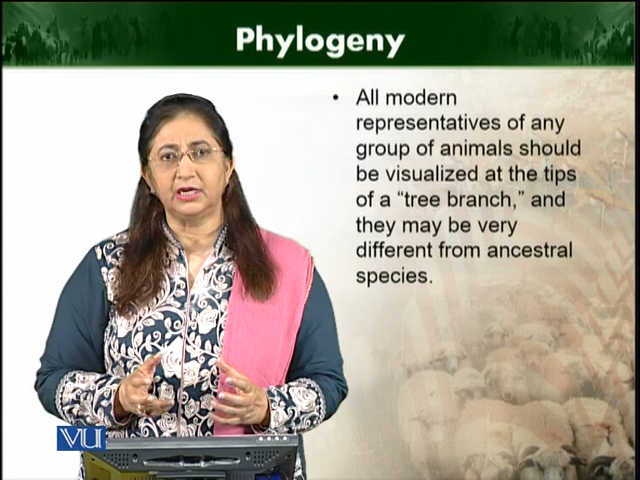 Phylogeny
• All modern
representatives of any
group of animals should
be visualized at the tips
of a “tree branch,” and
they may be very
different from ancestral
species.
VU